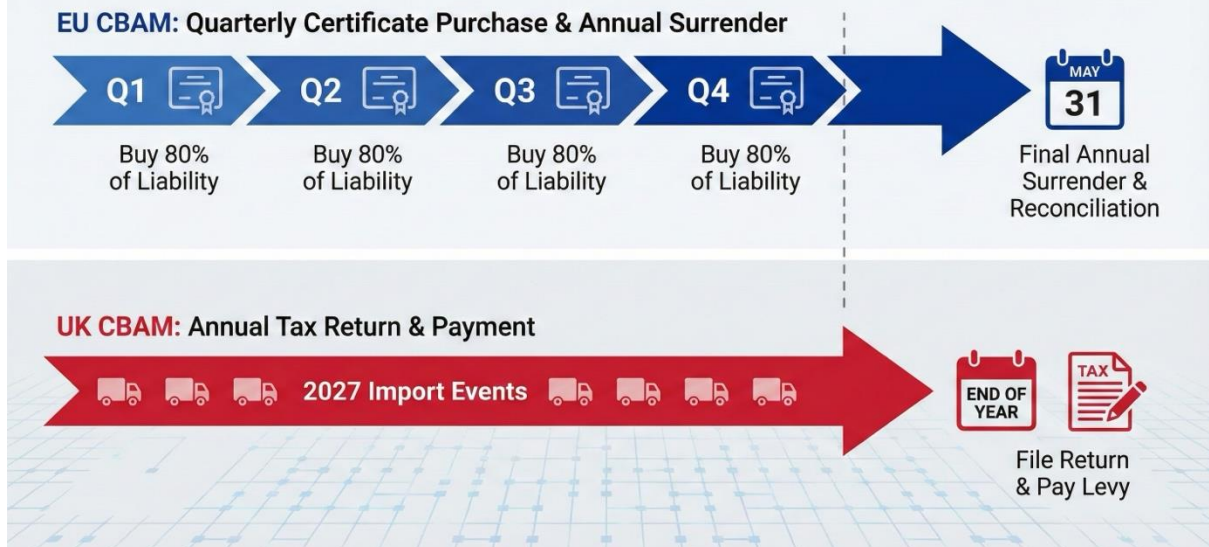 EU CBAM: Quarterly Certificate Purchase & Annual Surrender
Q1
Q2
Q3
Q4
Buy 80%
of Liability
Buy 80%
of Liability
Buy 80%
of Liability
Buy 80%
of Liability
MAY
31
Final Annual
Surrender &
Reconciliation
UK CBAM: Annual Tax Return & Payment
2027 Import Events
END OF
YEAR
TAX
File Return
& Pay Levy